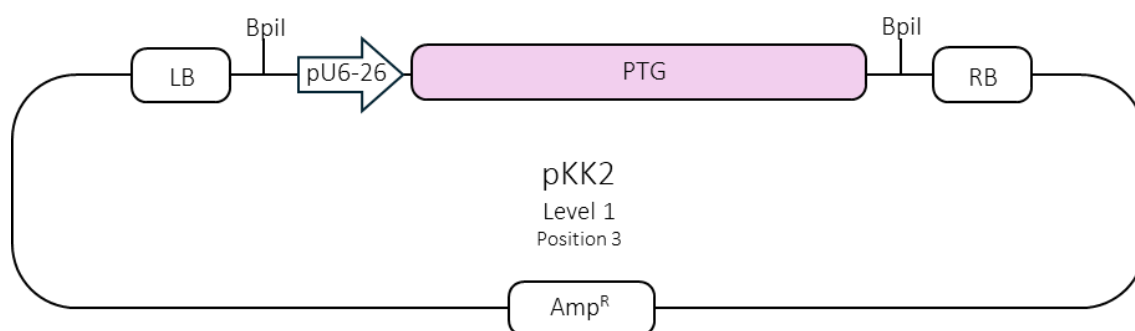 BpiI
BpiI
LB
pU6-26
PTG
RB
pKK2
Level 1
Position 3
Ampᴿ